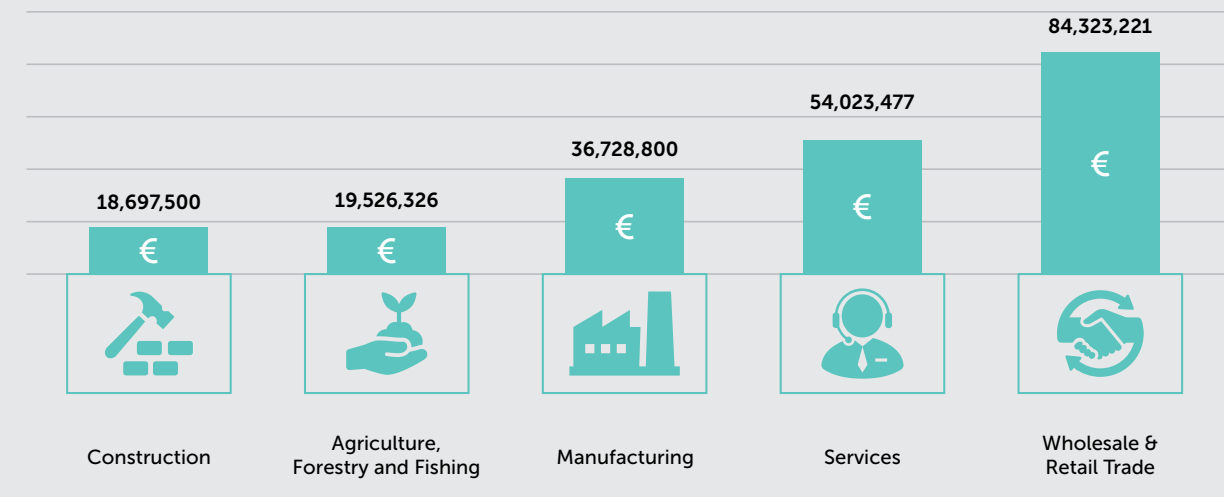 84,323,221
54,023,477
36,728,800
18,697,500
19,526,326
€
€
€
€
€
Construction
Agriculture,
Forestry and Fishing
Manufacturing
Services
Wholesale &
Retail Trade